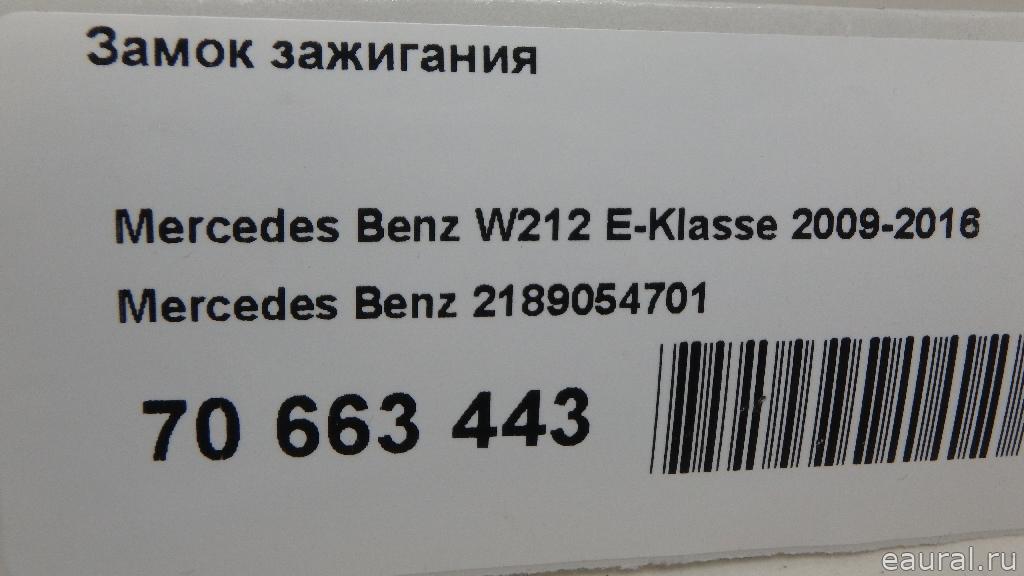 Замок зажигания
Mercedes Benz W212 E-Klasse 2009-2016
Mercedes Benz 2189054701
70 663 443
eaural.ru